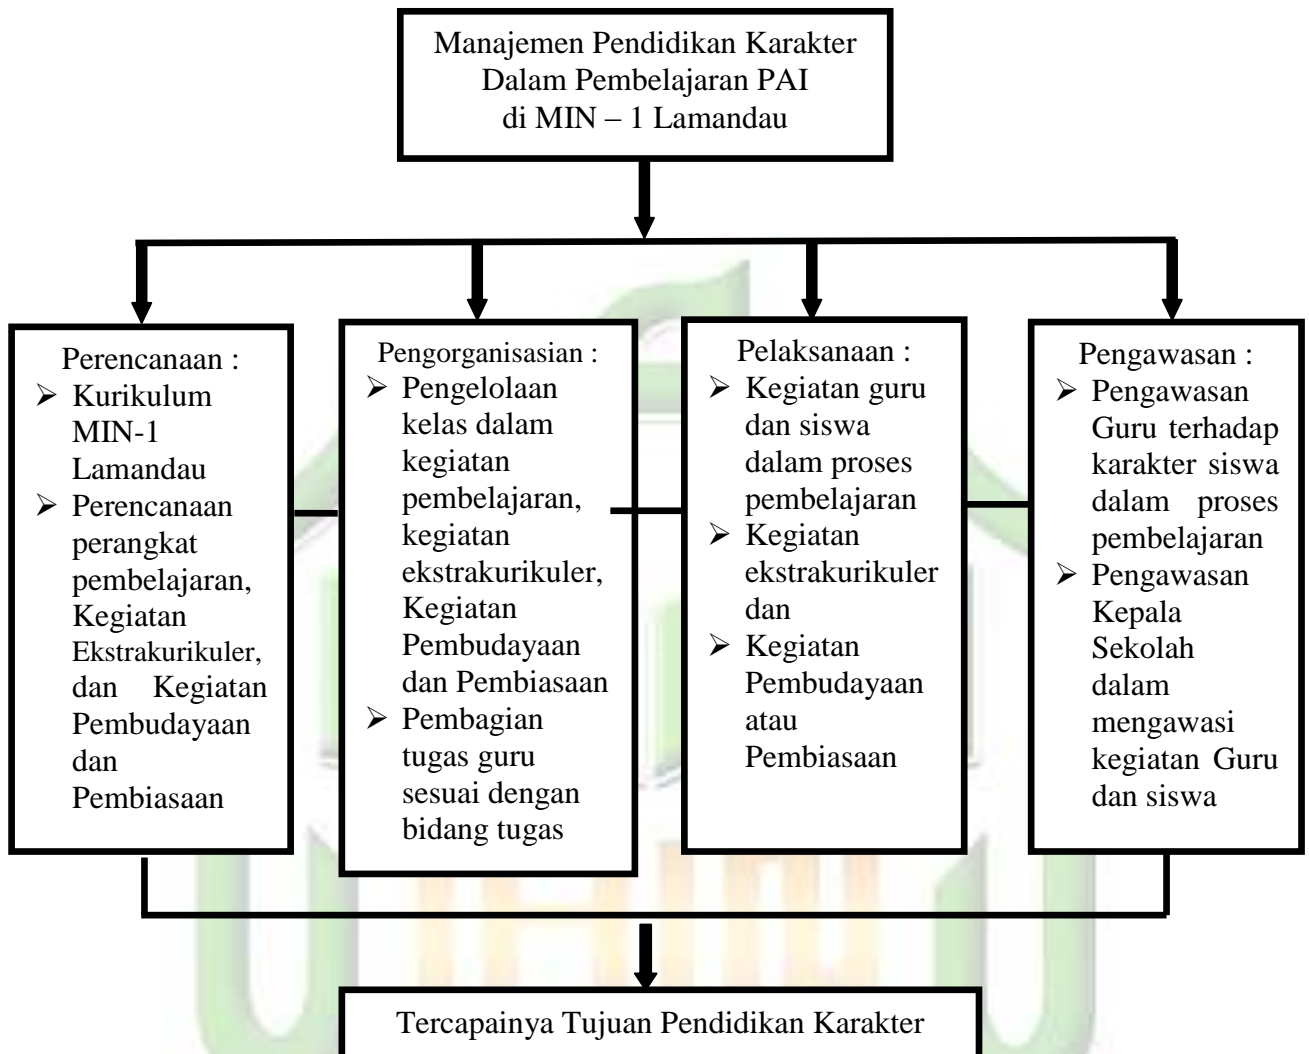 Manajemen Pendidikan Karakter
Dalam Pembelajaran PAI
di MIN – 1 Lamandau
Perencanaan :
➢ Kurikulum
MIN-1
Lamandau
➢ Perencanaan
perangkat
pembelajaran,
Kegiatan
Ekstrakurikuler,
dan Kegiatan
Pembudayaan
dan
Pembiasaan
Pengorganisasian :
➢ Pengelolaan
kelas dalam
kegiatan
pembelajaran,
kegiatan
ekstrakurikuler,
Kegiatan
Pembudayaan
dan Pembiasaan
➢ Pembagian
tugas guru
sesuai dengan
bidang tugas
Pelaksanaan :
➢ Kegiatan guru
dan siswa
dalam proses
pembelajaran
➢ Kegiatan
ekstrakurikuler
dan
➢ Kegiatan
Pembudayaan
atau
Pembiasaan
Pengawasan :
➢ Pengawasan
Guru terhadap
karakter siswa
dalam proses
pembelajaran
➢ Pengawasan
Kepala
Sekolah
dalam
mengawasi
kegiatan Guru
dan siswa
Tercapainya Tujuan Pendidikan Karakter